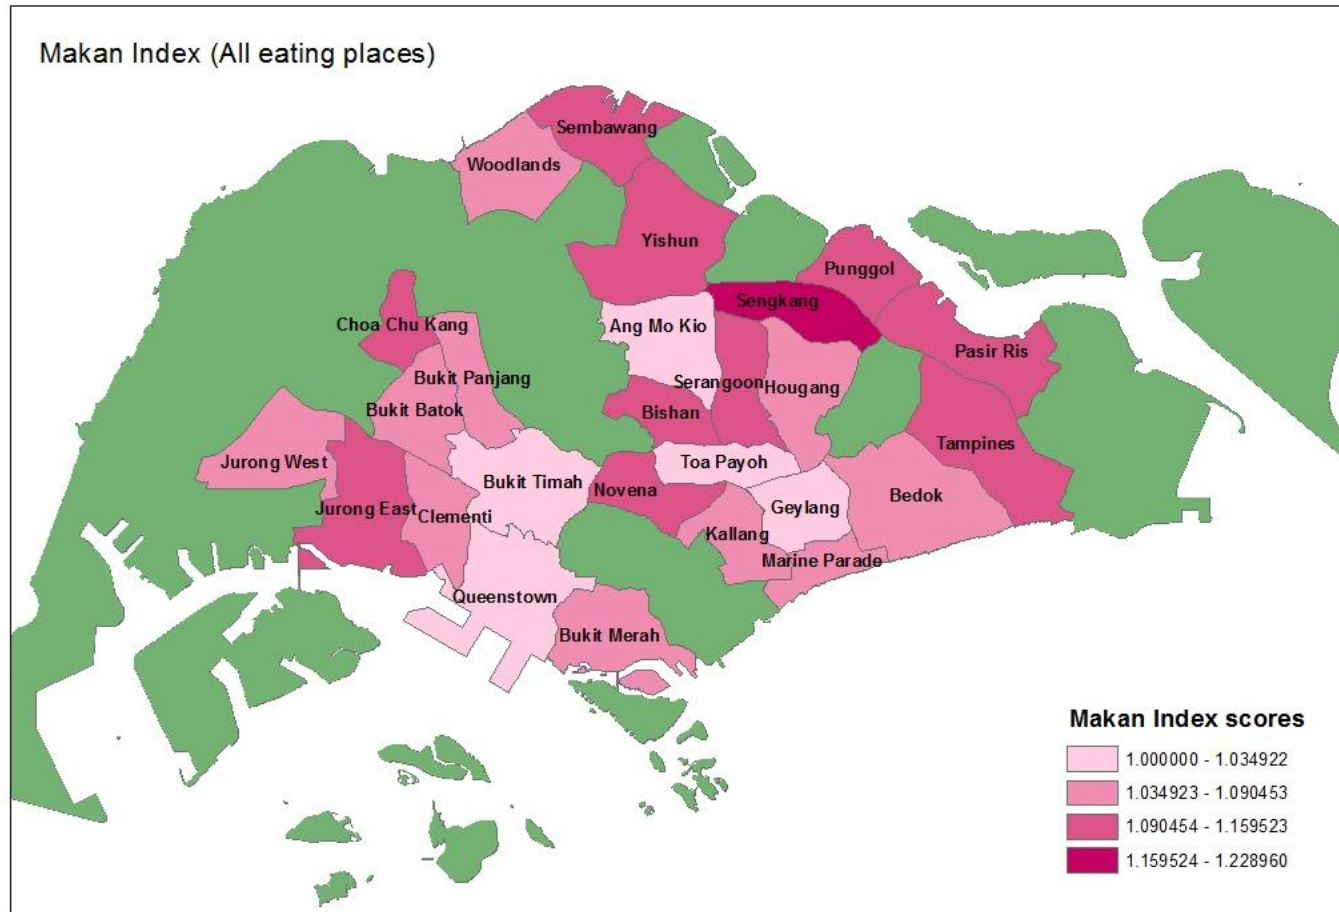 Makan Index (All eating places)
Sembawang
Woodlands
Yishun
Punggol
Sengkang
Choa Chu Kang
Ang Mo Kio
Pasir Ris
Bukit Panjang
Serangoon
Hougang
Bukit Batok
Bishan
Tampines
Jurong West
Toa Payoh
Bukit Timah
Novena
Bedok
Jurong East
Clementi
Geylang
Kallang
Marine Parade
Queenstown
Bukit Merah
Makan Index scores
1.000000 - 1.034922
1.034923 - 1.090453
1.090454 - 1.159523
1.159524 - 1.228960